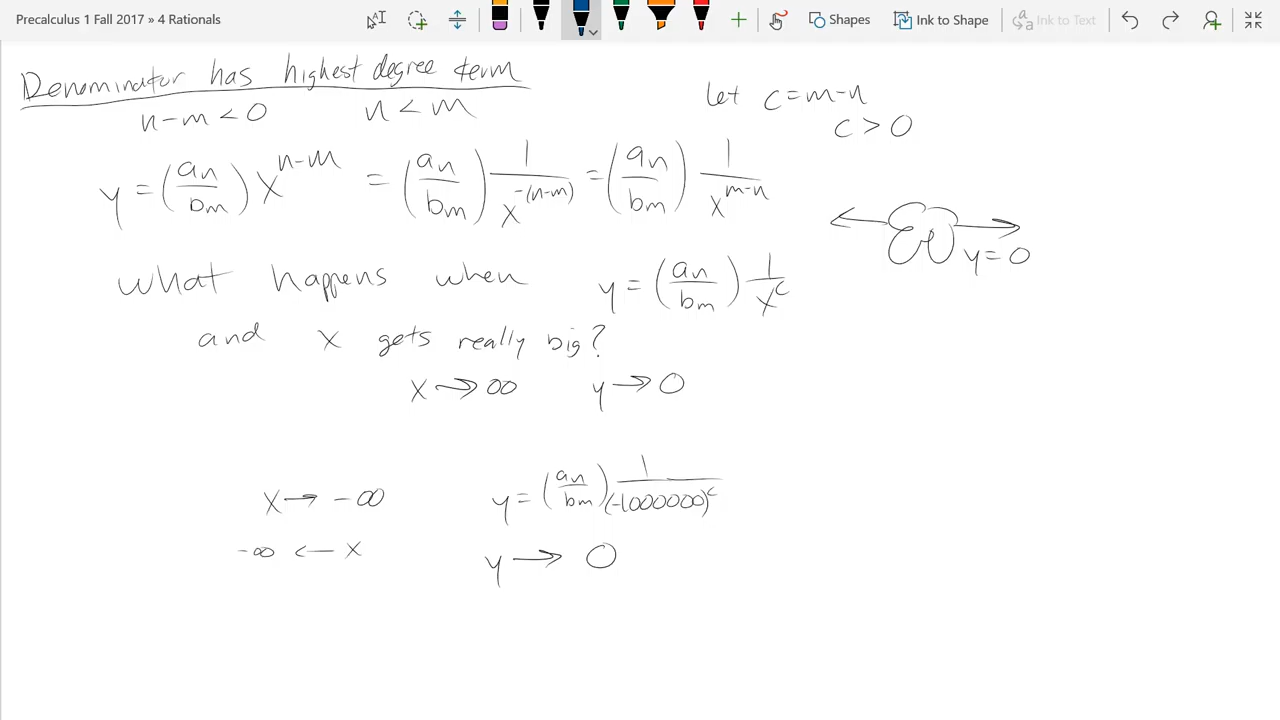 Precalculus 1 Fall 2017 » 4 Rationals
Shapes
Ink to Shape
Ink to Text
Denominator has highest degree term
n-m < 0    n < m
let c = m-n
c > 0
y = (an/bm) x^(n-m) = (an/bm) 1/x^(-(n-m)) = (an/bm) 1/x^(m-n)
y = 0
what happens when    y = (an/bm) 1/x^c
and x gets really big?
x → ∞    y → 0
x → -∞    y = (an/bm) 1/(-1000000)^c
-∞ ← x    y → 0